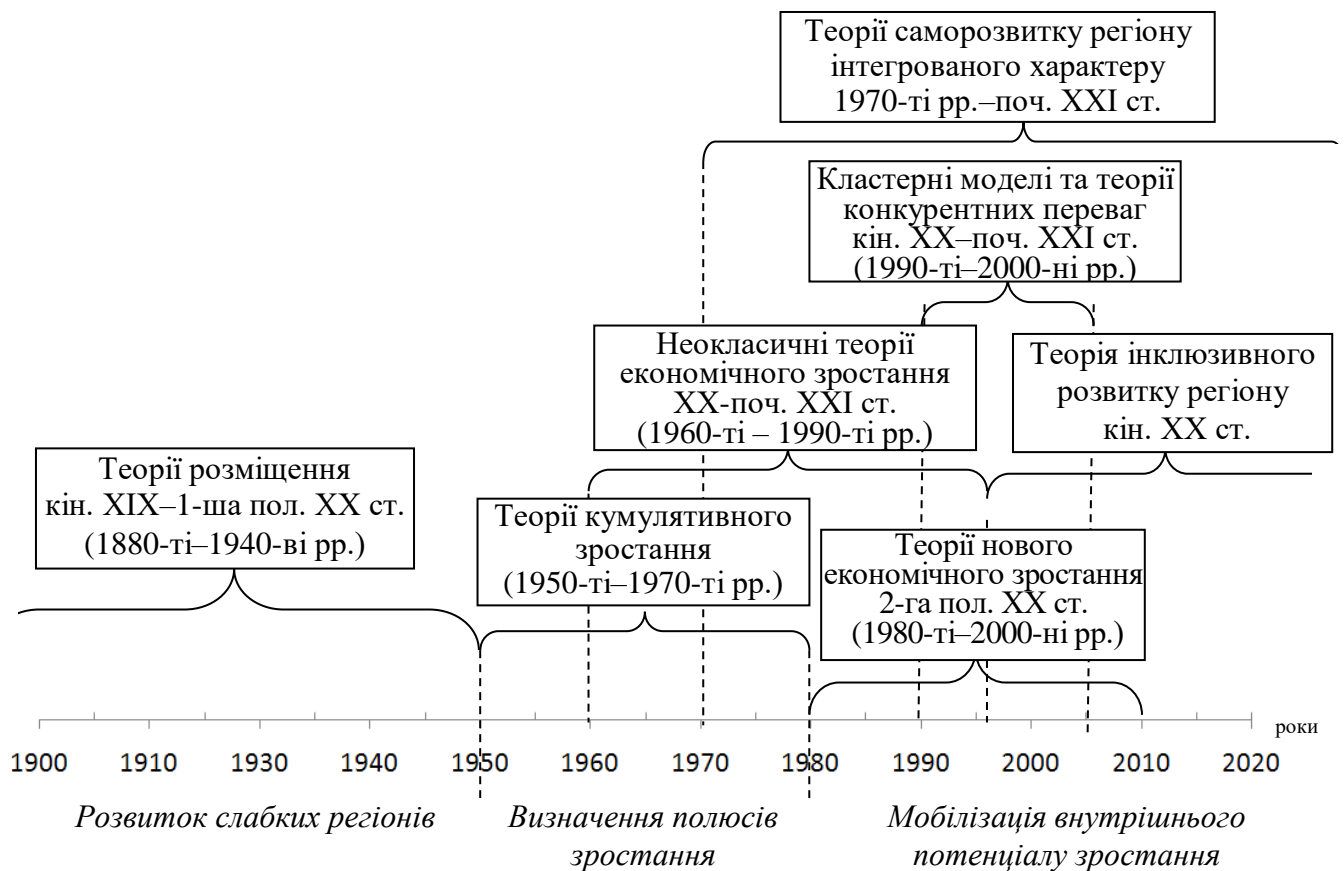 Теорії саморозвитку регіону
інтегрованого характеру
1970-ті рр.–поч. XXI ст.
Кластерні моделі та теорії
конкурентних переваг
кін. XX–поч. XXI ст.
(1990-ті–2000-ні рр.)
Неокласичні теорії
економічного зростання
XX-поч. XXI ст.
(1960-ті – 1990-ті рр.)
Теорія інклюзивного
розвитку регіону
кін. XX ст.
Теорії розміщення
кін. XIX–1-ша пол. XX ст.
(1880-ті–1940-ві рр.)
Теорії кумулятивного
зростання
(1950-ті–1970-ті рр.)
Теорії нового
економічного зростання
2-га пол. XX ст.
(1980-ті–2000-ні рр.)
роки
1900 1910 1930 1940 1950 1960 1970 1980 1990 2000 2010 2020
Розвиток слабких регіонів
Визначення полюсів
зростання
Мобілізація внутрішнього
потенціалу зростання